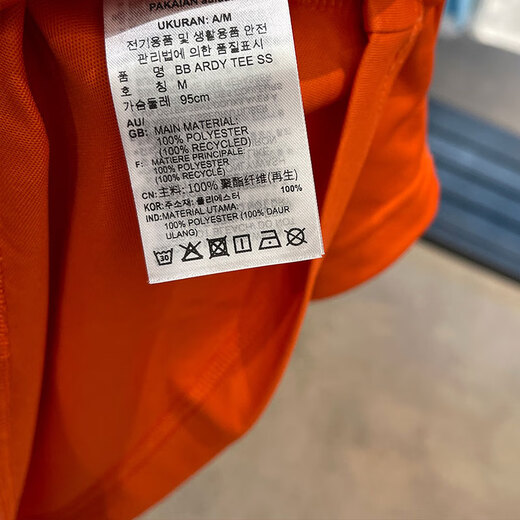 UKURAN: A/M
전기용품 및 생활용품 안전
관리법에 의한 품질표시
품 명 BB ARDY TEE SS
호 칭 M
가슴둘레 95cm
AU/
GB: MAIN MATERIAL:
100% POLYESTER
(100% RECYCLED)
F: MATIERE PRINCIPALE
100% POLYESTER
(100% RECYCLÉ)
CN: 主料: 100% 聚酯纤维(再生)
KOR: 주소재: 폴리에스터 100%
IND: MATERIAL UTAMA:
100% POLYESTER (100% DAUR
ULANG)
30